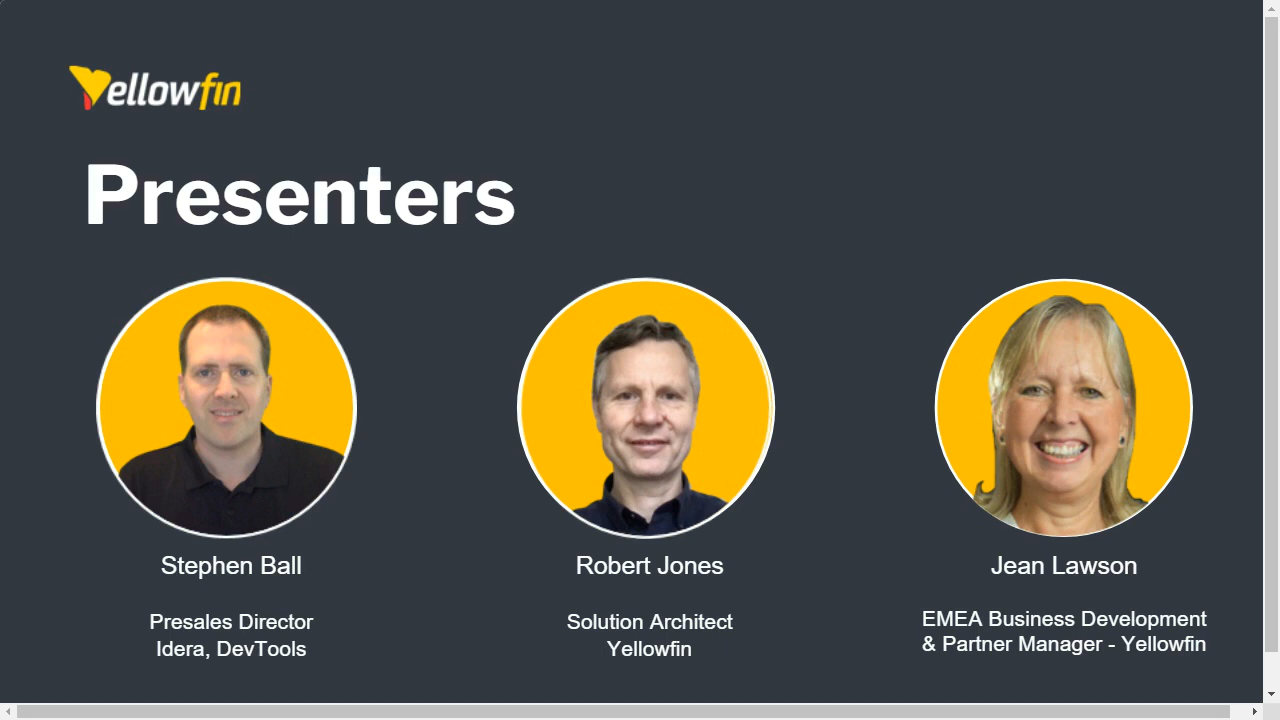 Yellowfin
Presenters
Stephen Ball
Robert Jones
Jean Lawson
Presales Director
Idera, DevTools
Solution Architect
Yellowfin
EMEA Business Development
& Partner Manager - Yellowfin